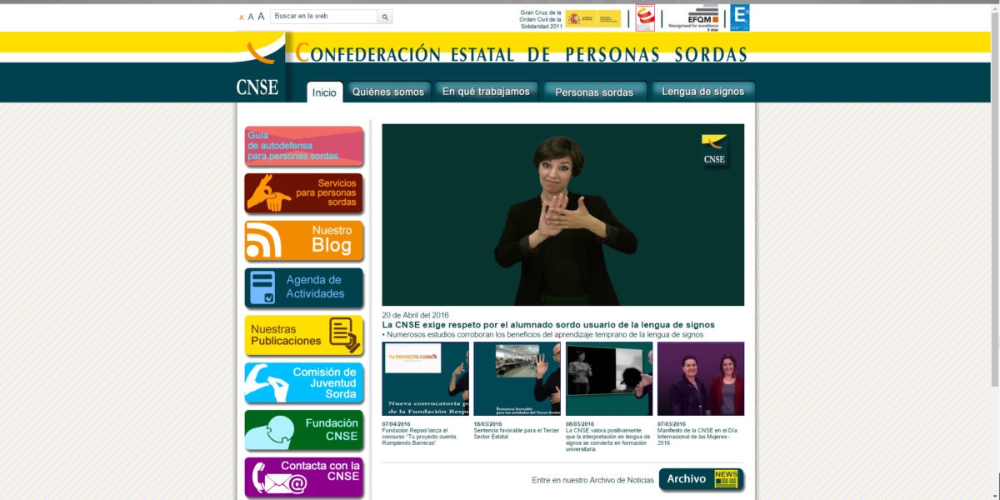 A A A
Buscar en la web
Gran Cruz de la
Orden Civil de la
Solidaridad 2011
EFQM
Recognised for excellence
3 star
E
CONFEDERACIÓN ESTATAL DE PERSONAS SORDAS
CNSE
Inicio
Quiénes somos
En qué trabajamos
Personas sordas
Lengua de signos
Guía
de autodefensa
para personas sordas
Servicios
para personas
sordas
Nuestro
Blog
Agenda de
Actividades
Nuestras
Publicaciones
Comisión de
Juventud
Sorda
Fundación
CNSE
Contacta con la
CNSE
CNSE
20 de Abril del 2016
La CNSE exige respeto por el alumnado sordo usuario de la lengua de signos
• Numerosos estudios corroboran los beneficios del aprendizaje temprano de la lengua de signos
TU PROYECTO CUENTA
Nueva convocatoria p
de la Fundación Reps
Sentencia favorable
para las entidades del Tercer Sector
07/04/2016
Fundación Repsol lanza el
concurso "Tu proyecto cuenta.
Rompiendo Barreras"
18/03/2016
Sentencia favorable para el Tercer
Sector Estatal
08/03/2016
La CNSE valora positivamente
que la interpretación en lengua de
signos se convierta en formación
universitaria
07/03/2016
Manifiesto de la CNSE en el Día
Internacional de las Mujeres -
2016
Entre en nuestro Archivo de Noticias
Archivo
NEWS